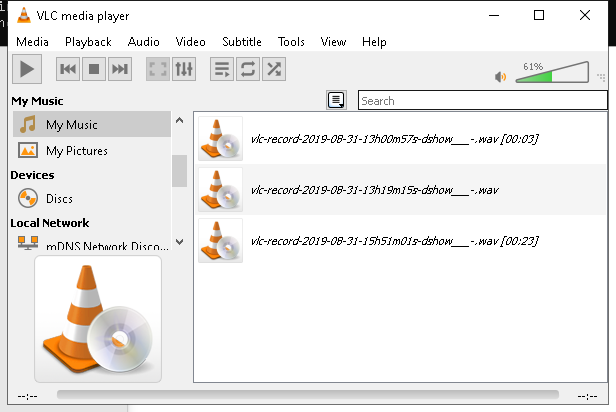 VLC media player
Media Playback Audio Video Subtitle Tools View Help
61%
Search
My Music
My Music
My Pictures
Devices
Discs
Local Network
mDNS Network Disco...
vlc-record-2019-08-31-13h00m57s-dshow___-.wav [00:03]
vlc-record-2019-08-31-13h19m15s-dshow___-.wav
vlc-record-2019-08-31-15h51m01s-dshow___-.wav [00:23]
--:-- --:--